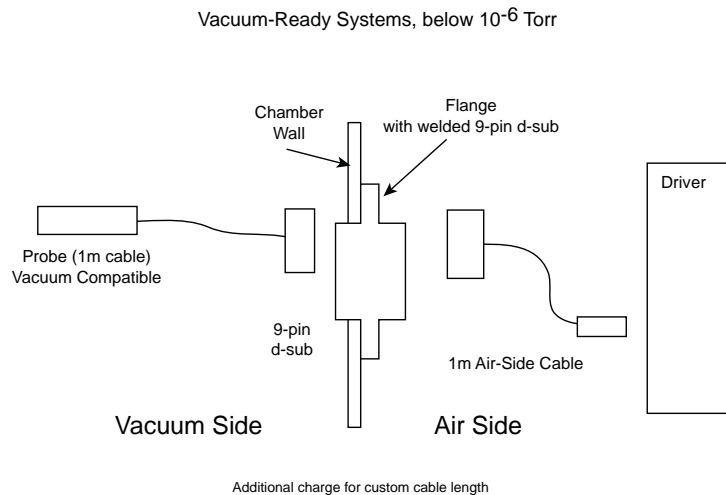 Vacuum-Ready Systems, below 10⁻⁶ Torr
Chamber
Wall
Flange
with welded 9-pin d-sub
Driver
Probe (1m cable)
Vacuum Compatible
9-pin
d-sub
1m Air-Side Cable
Vacuum Side
Air Side
Additional charge for custom cable length